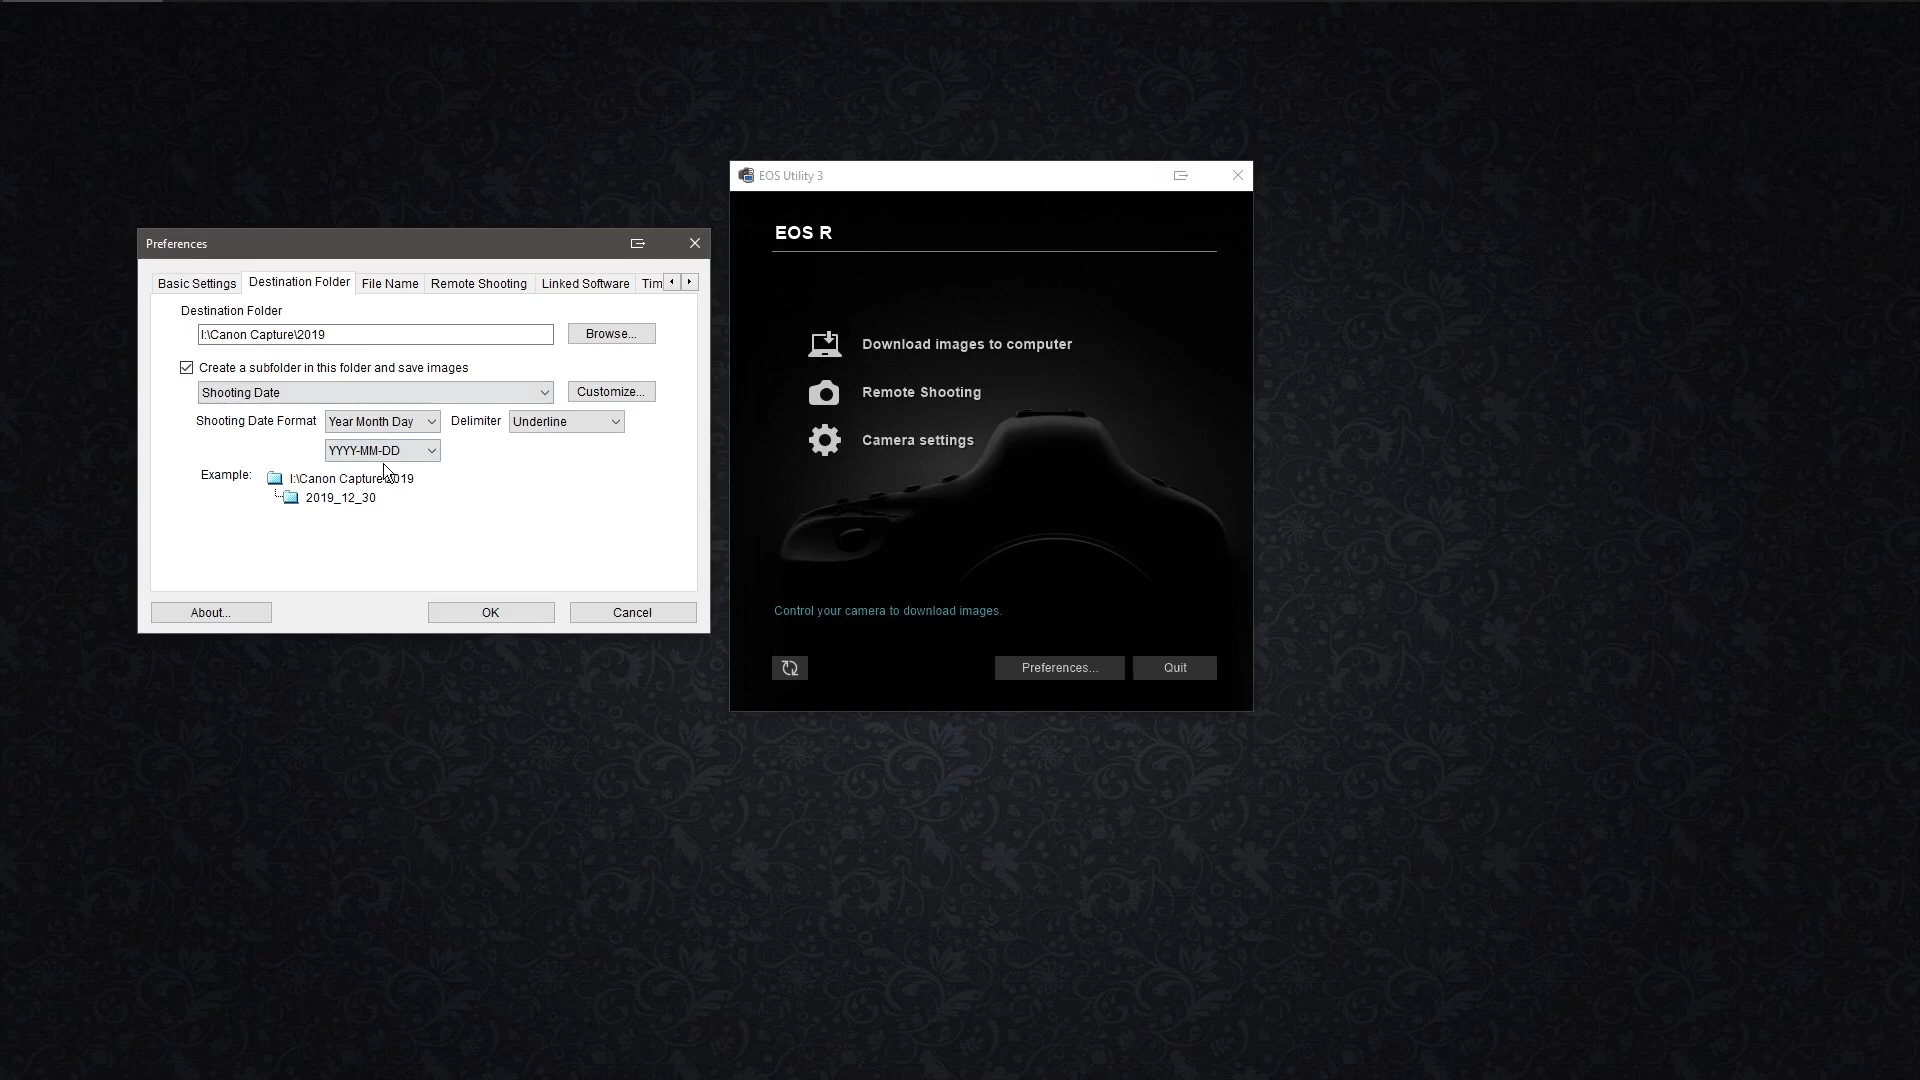 Preferences
Basic Settings Destination Folder File Name Remote Shooting Linked Software Tim
Destination Folder
I:\Canon Capture\2019 Browse...
Create a subfolder in this folder and save images
Shooting Date Customize...
Shooting Date Format Year Month Day Delimiter Underline
YYYY-MM-DD
Example: I:\Canon Capture\2019
2019_12_30
About... OK Cancel
EOS Utility 3
EOS R
Download images to computer
Remote Shooting
Camera settings
Control your camera to download images.
Preferences... Quit